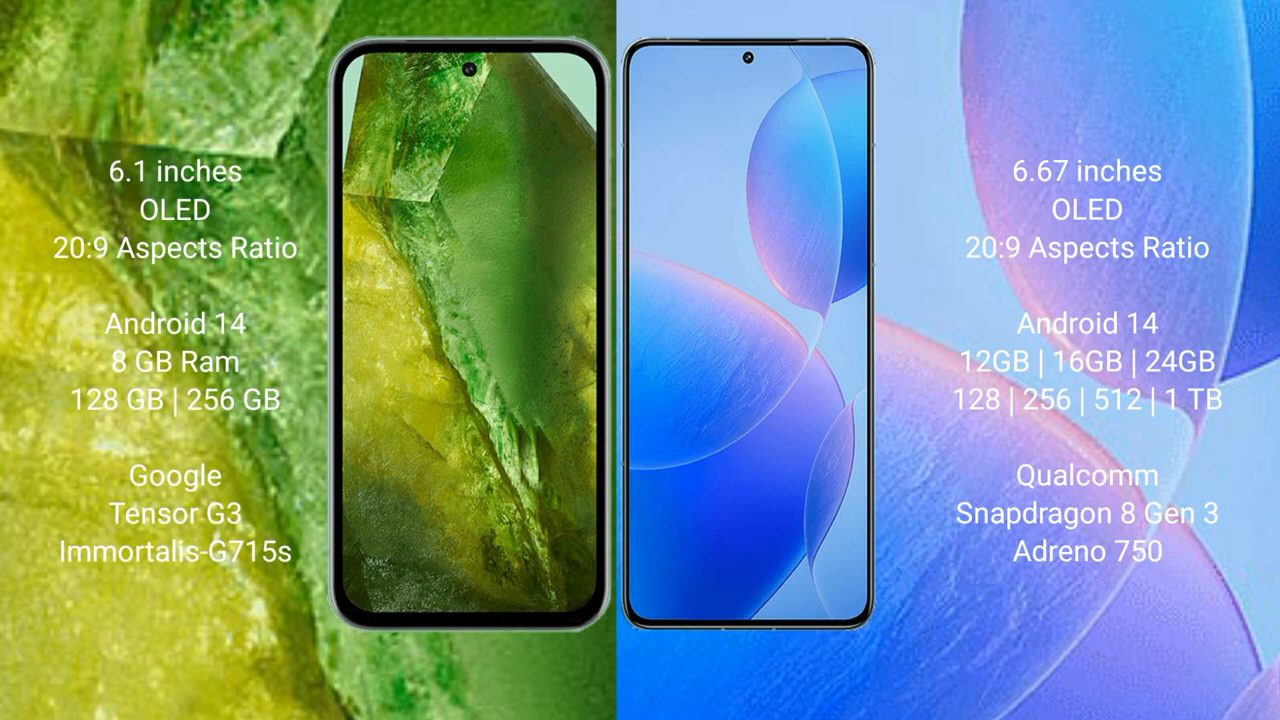 6.1 inches
OLED
20:9 Aspects Ratio
Android 14
8 GB Ram
128 GB | 256 GB
Google
Tensor G3
Immortalis-G715s
6.67 inches
OLED
20:9 Aspects Ratio
Android 14
12GB | 16GB | 24GB
128 | 256 | 512 | 1 TB
Qualcomm
Snapdragon 8 Gen 3
Adreno 750